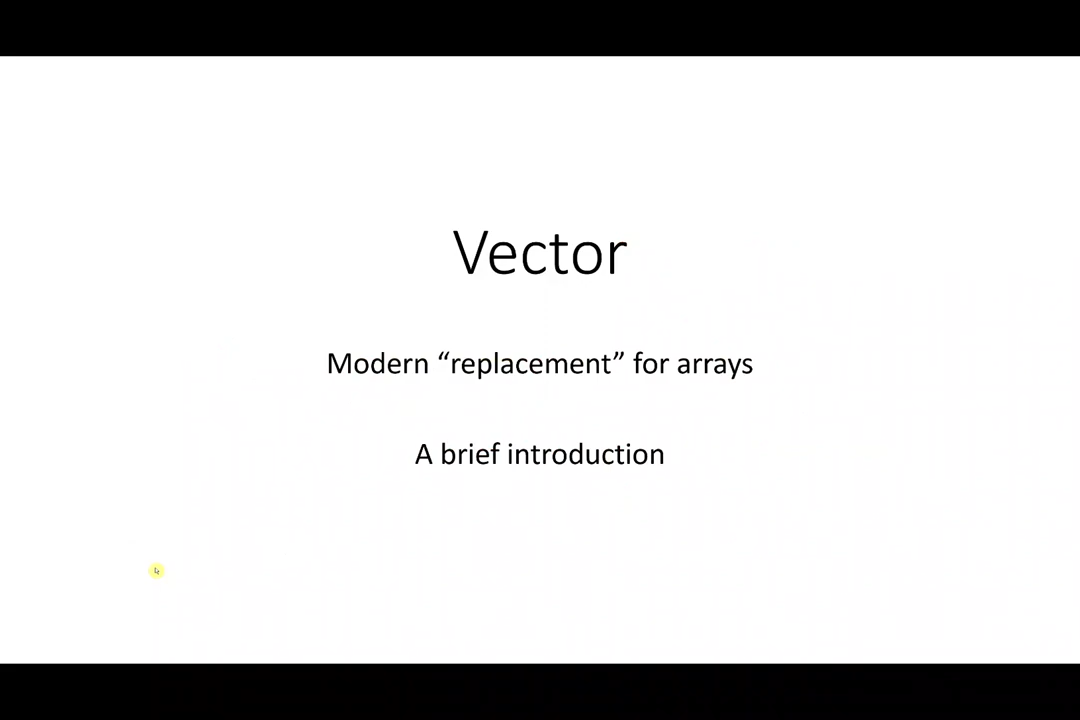 Vector
Modern “replacement” for arrays
A brief introduction